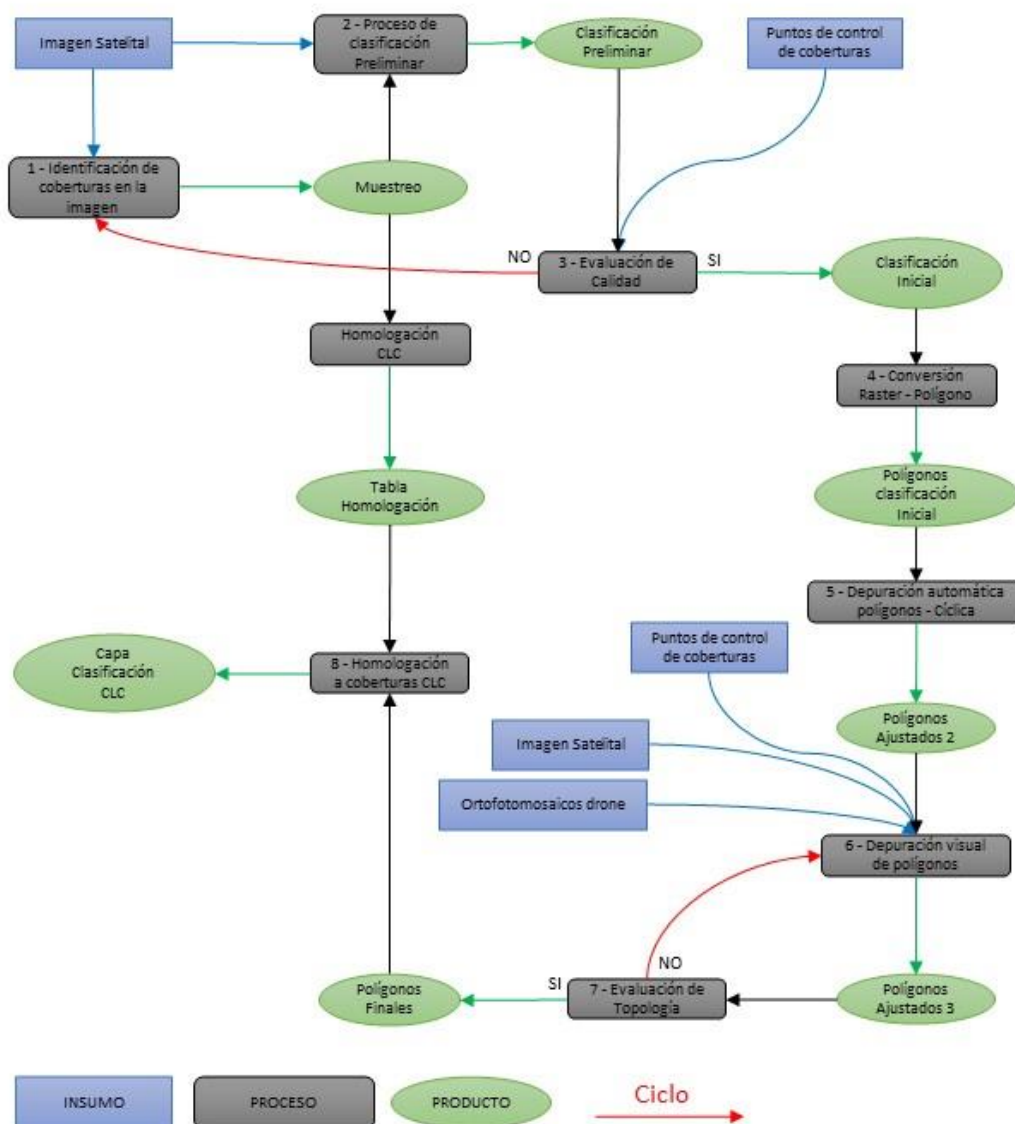 Imagen Satelital
2 - Proceso de
clasificación
Preliminar
Clasificación
Preliminar
Puntos de control
de coberturas
1 - Identificación de
coberturas en la
imagen
Muestreo
NO
3 - Evaluación de
Calidad
SI
Clasificación
Inicial
Homologación
CLC
4 - Conversión
Raster - Polígono
Tabla
Homologación
Polígonos
clasificación
Inicial
5 - Depuración automática
polígonos - Cíclica
Capa
Clasificación
CLC
8 - Homologación
a coberturas CLC
Puntos de control
de coberturas
Polígonos
Ajustados 2
Imagen Satelital
Ortofotomosaicos drone
6 - Depuración visual
de polígonos
NO
SI
Polígonos
Finales
7 - Evaluación de
Topología
Polígonos
Ajustados 3
INSUMO
PROCESO
PRODUCTO
Ciclo